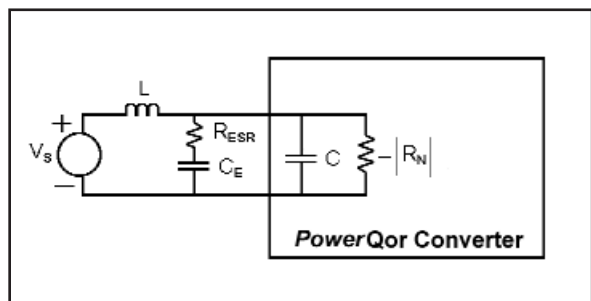 L
+
R_ESR
V_S
C_E
C
−|R_N|
−
PowerQor Converter